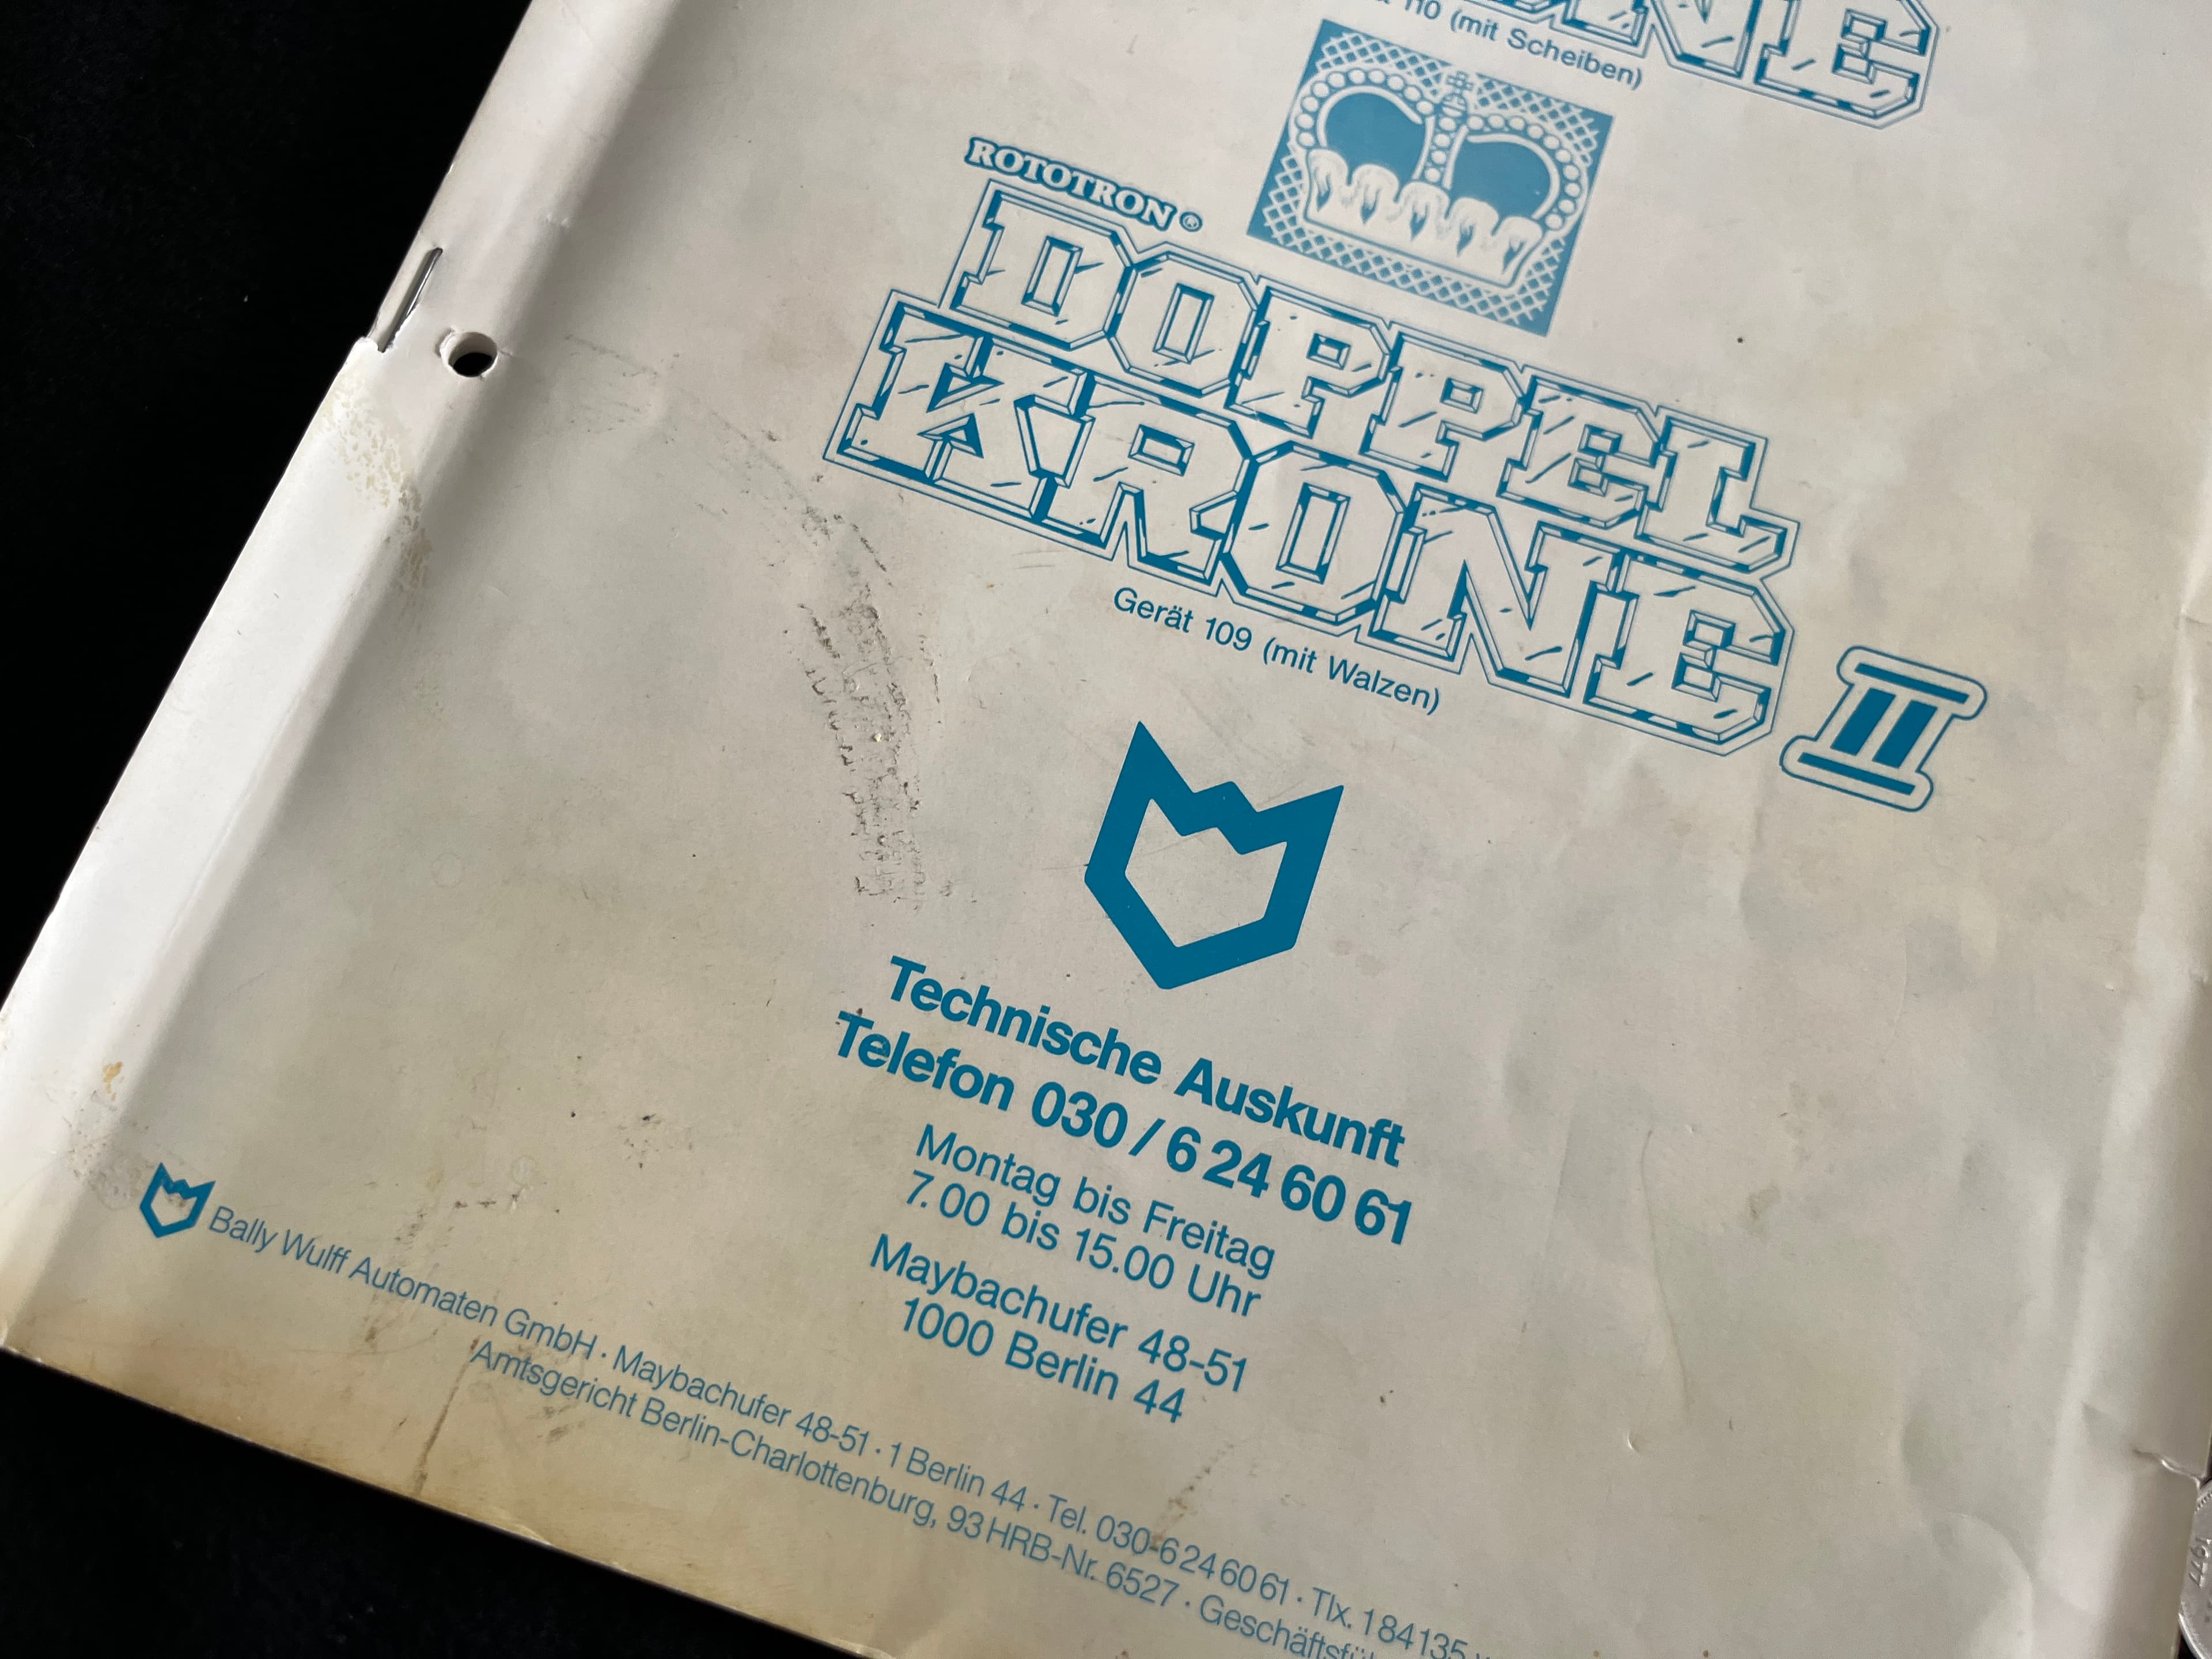 110 (mit Scheiben)
ROTOTRON ®
DOPPEL
KRONE II
Gerät 109 (mit Walzen)
Technische Auskunft
Telefon 030 / 6 24 60 61
Montag bis Freitag
7.00 bis 15.00 Uhr
Maybachufer 48-51
1000 Berlin 44
Bally Wulff Automaten GmbH · Maybachufer 48-51 · 1 Berlin 44 · Tel. 030-6 24 60 61 · Tlx. 184135
Amtsgericht Berlin-Charlottenburg, 93 HRB-Nr. 6527 ·